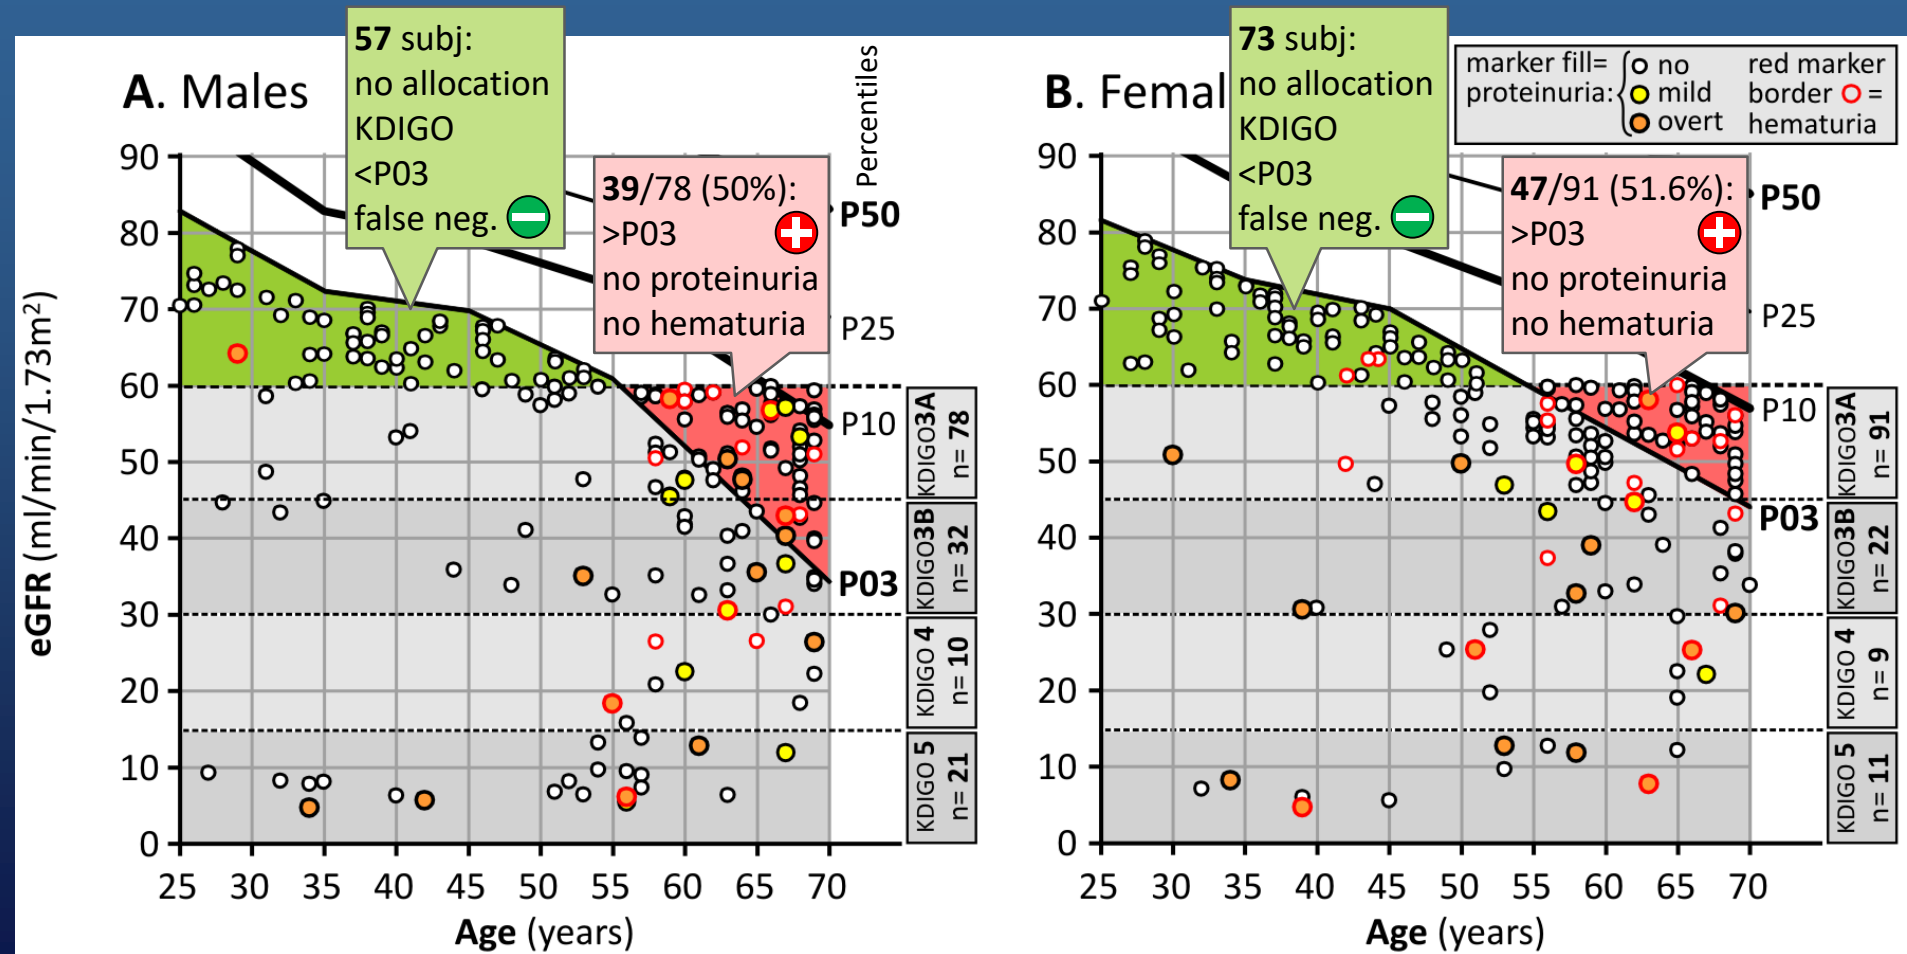 57 subj:
no allocation
KDIGO
<P03
false neg.
A. Males
Percentiles
39/78 (50%):
>P03
no proteinuria
no hematuria
P50
P25
P10
P03
90
80
70
60
50
40
30
20
10
0
eGFR (ml/min/1.73m²)
25 30 35 40 45 50 55 60 65 70
Age (years)
KDIGO3A
n= 78
KDIGO3B
n= 32
KDIGO 4
n= 10
KDIGO 5
n= 21
73 subj:
no allocation
KDIGO
<P03
false neg.
B. Femal
marker fill=
proteinuria:
no
mild
overt
red marker
border =
hematuria
47/91 (51.6%):
>P03
no proteinuria
no hematuria
P50
P25
P10
P03
90
80
70
60
50
40
30
20
10
0
25 30 35 40 45 50 55 60 65 70
Age (years)
KDIGO3A
n= 91
KDIGO3B
n= 22
KDIGO 4
n= 9
KDIGO 5
n= 11